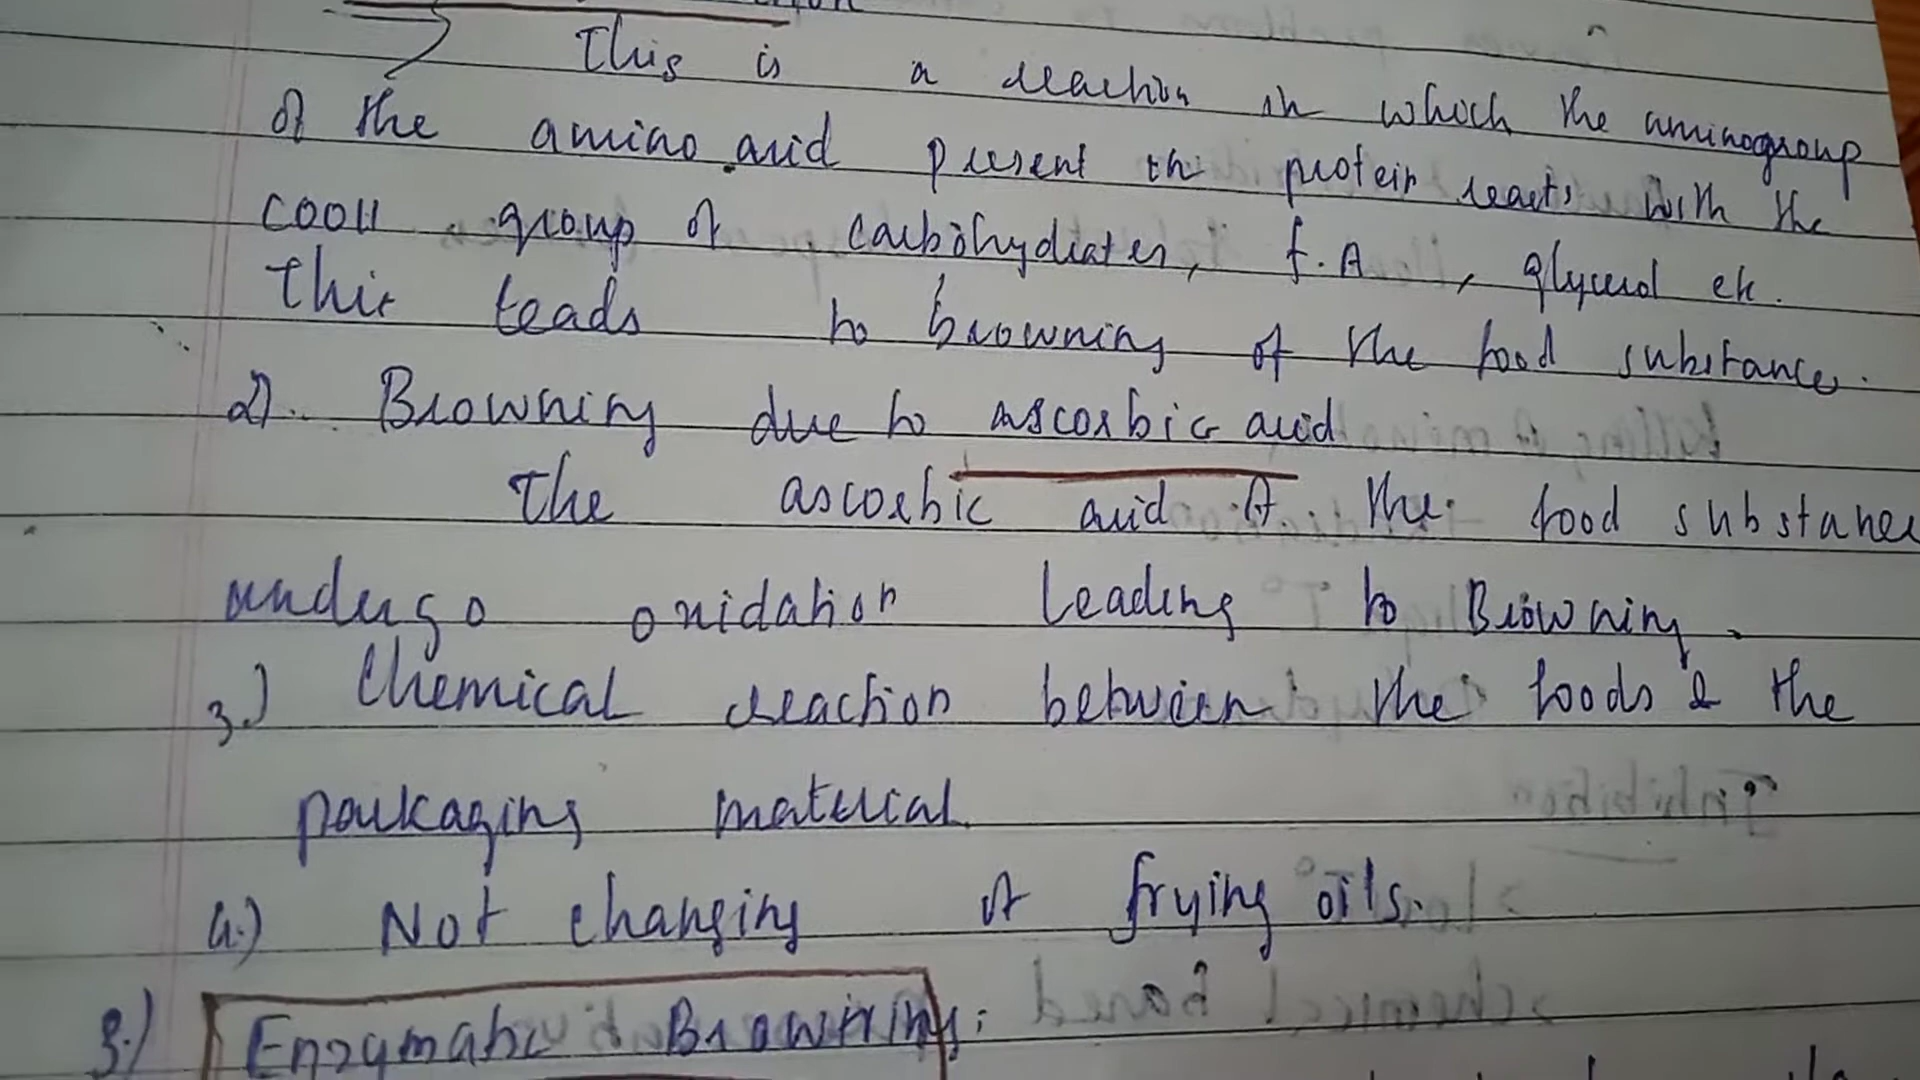 This is a reaction in which the aminogroup
of the amino acid present in protein reacts with the
COOH group of carbohydrates, f.A, glycerol etc.
this leads to browning of the food substances.
2). Browning due to ascorbic acid
The ascorbic acid of the food substances
undergo oxidation leading to Browning.
3.) Chemical reaction between the foods & the
packaging material.
4.) Not changing of frying oils.
3.) Enzymatic Browning: